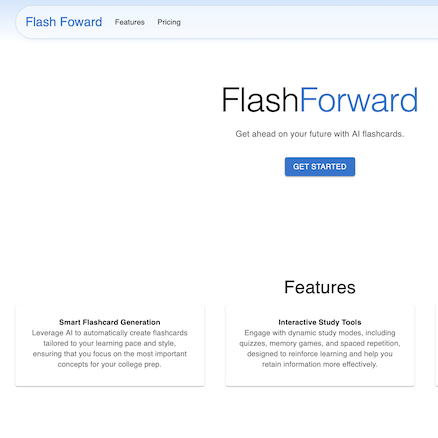 Flash Foward Features Pricing
FlashForward
Get ahead on your future with AI flashcards.
GET STARTED
Features
Smart Flashcard Generation
Leverage AI to automatically create flashcards
tailored to your learning pace and style,
ensuring that you focus on the most important
concepts for your college prep.
Interactive Study Tools
Engage with dynamic study modes, including
quizzes, memory games, and spaced repetition,
designed to reinforce learning and help you
retain information more effectively.